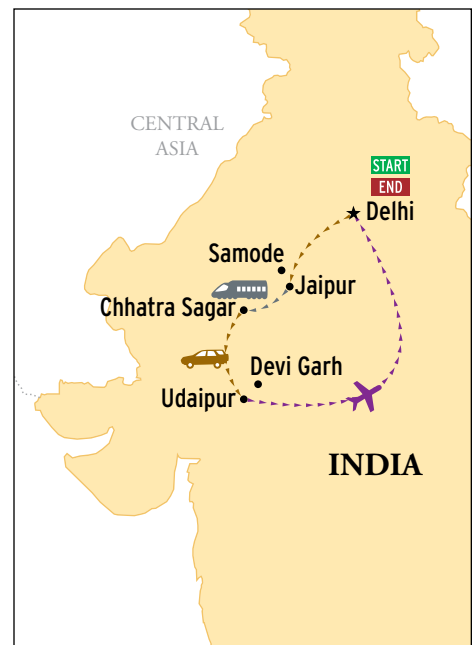 CENTRAL
ASIA
START
END
Delhi
Samode
Jaipur
Chhatra Sagar
Devi Garh
Udaipur
INDIA